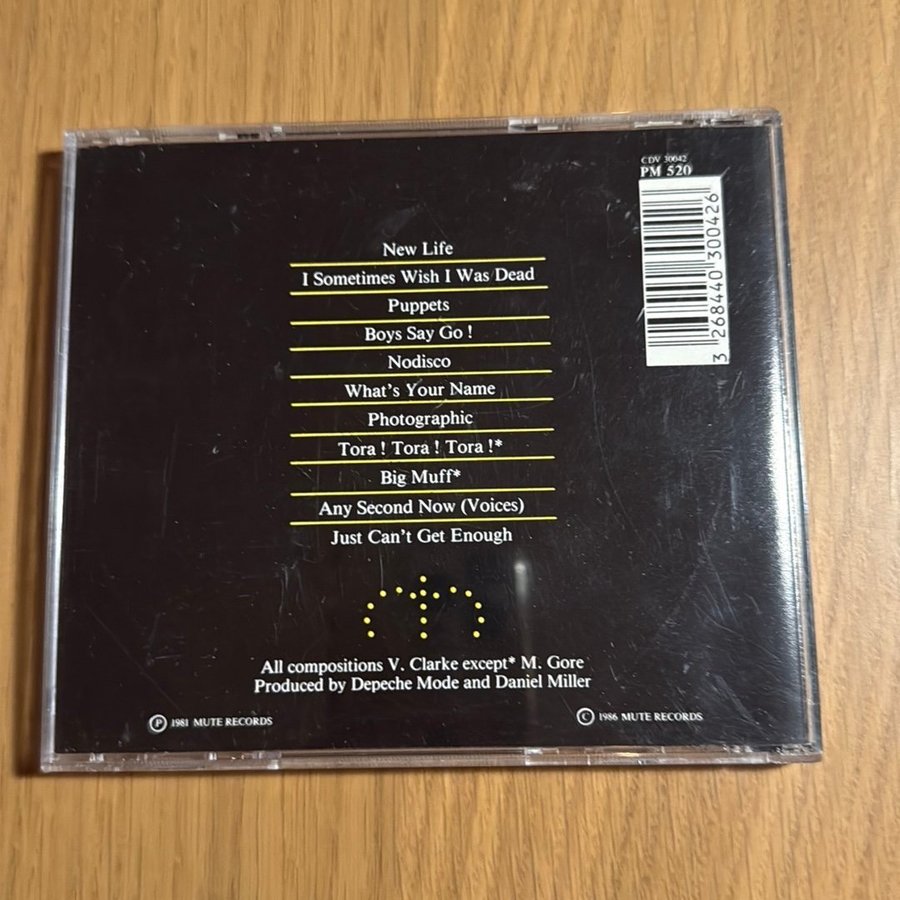 CDV 30042
PM 520
3 268440 300426
New Life
I Sometimes Wish I Was Dead
Puppets
Boys Say Go !
Nodisco
What's Your Name
Photographic
Tora ! Tora ! Tora !*
Big Muff*
Any Second Now (Voices)
Just Can't Get Enough
All compositions V. Clarke except* M. Gore
Produced by Depeche Mode and Daniel Miller
Ⓟ 1981 MUTE RECORDS
Ⓒ 1986 MUTE RECORDS